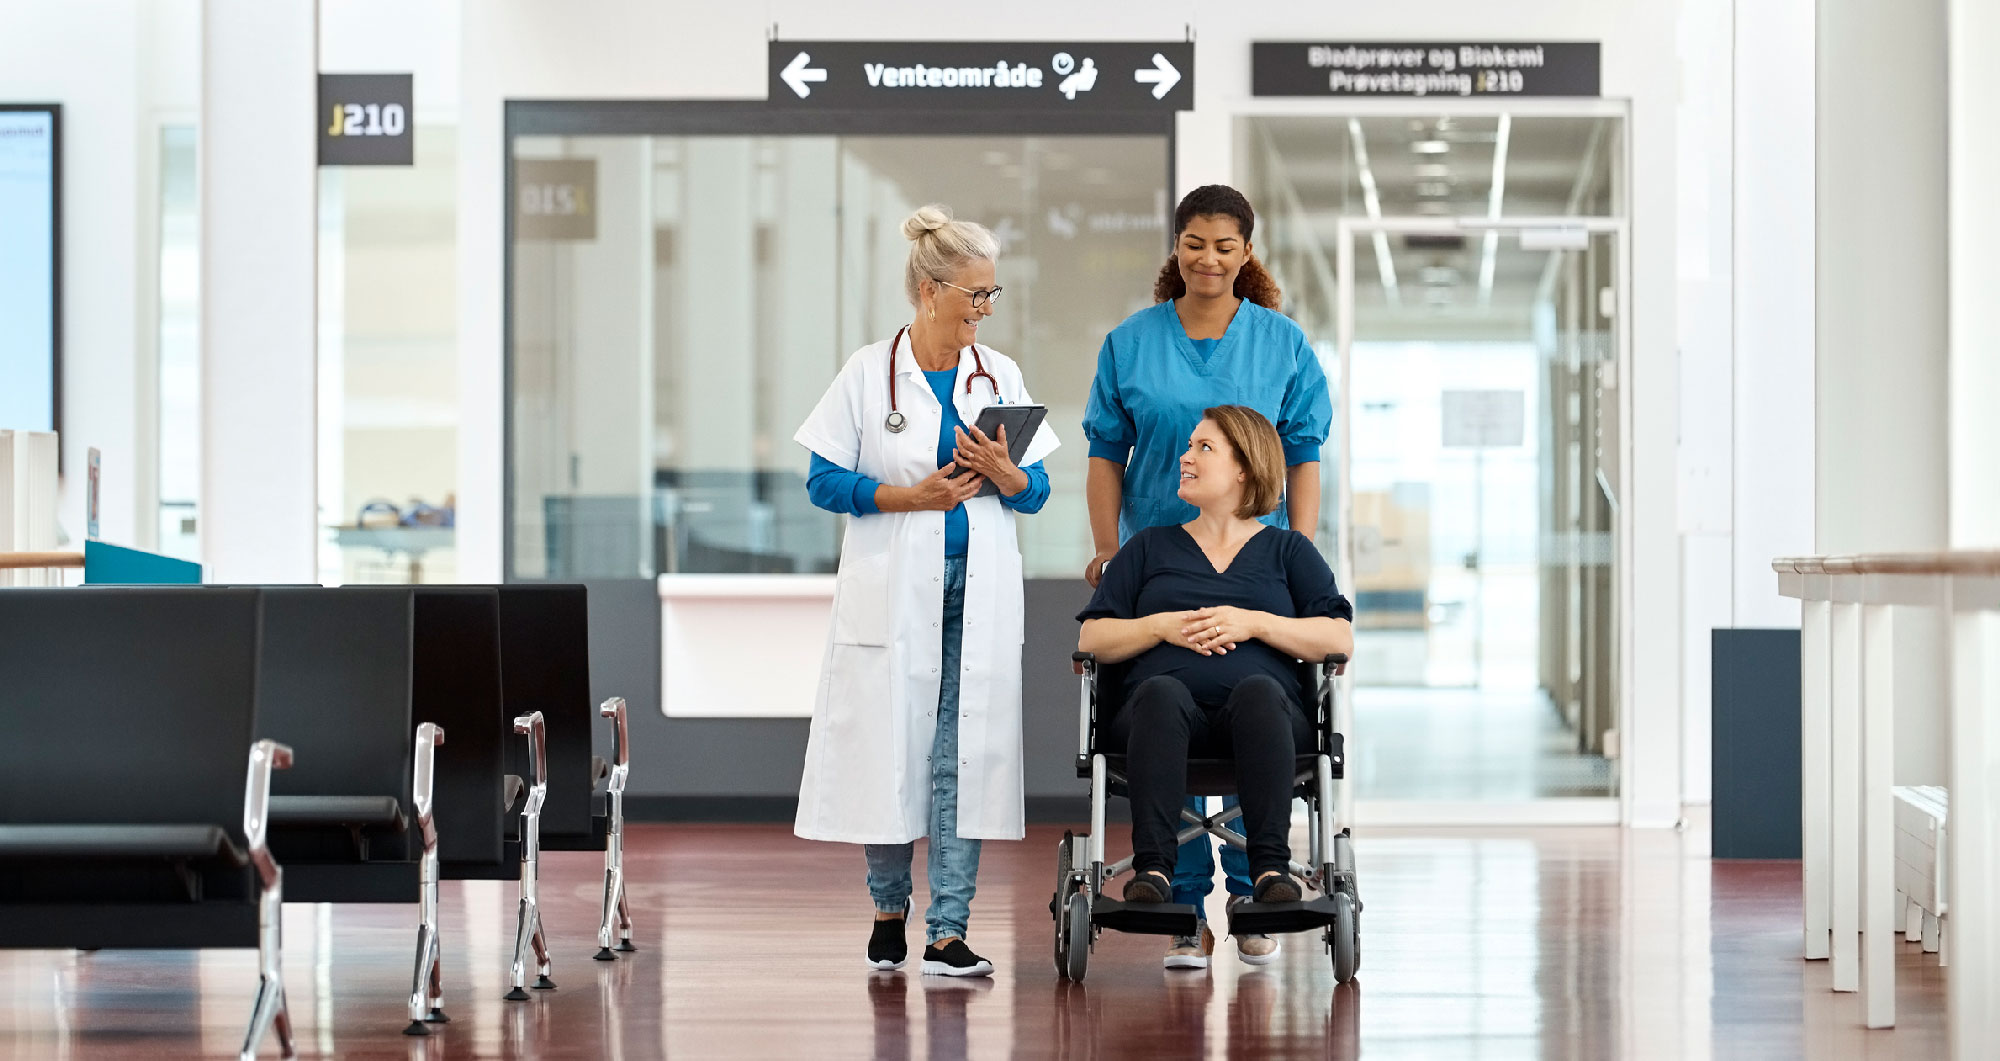 Venteområde
Blodprøver og Biokemi
Prøvetagning J210
J210